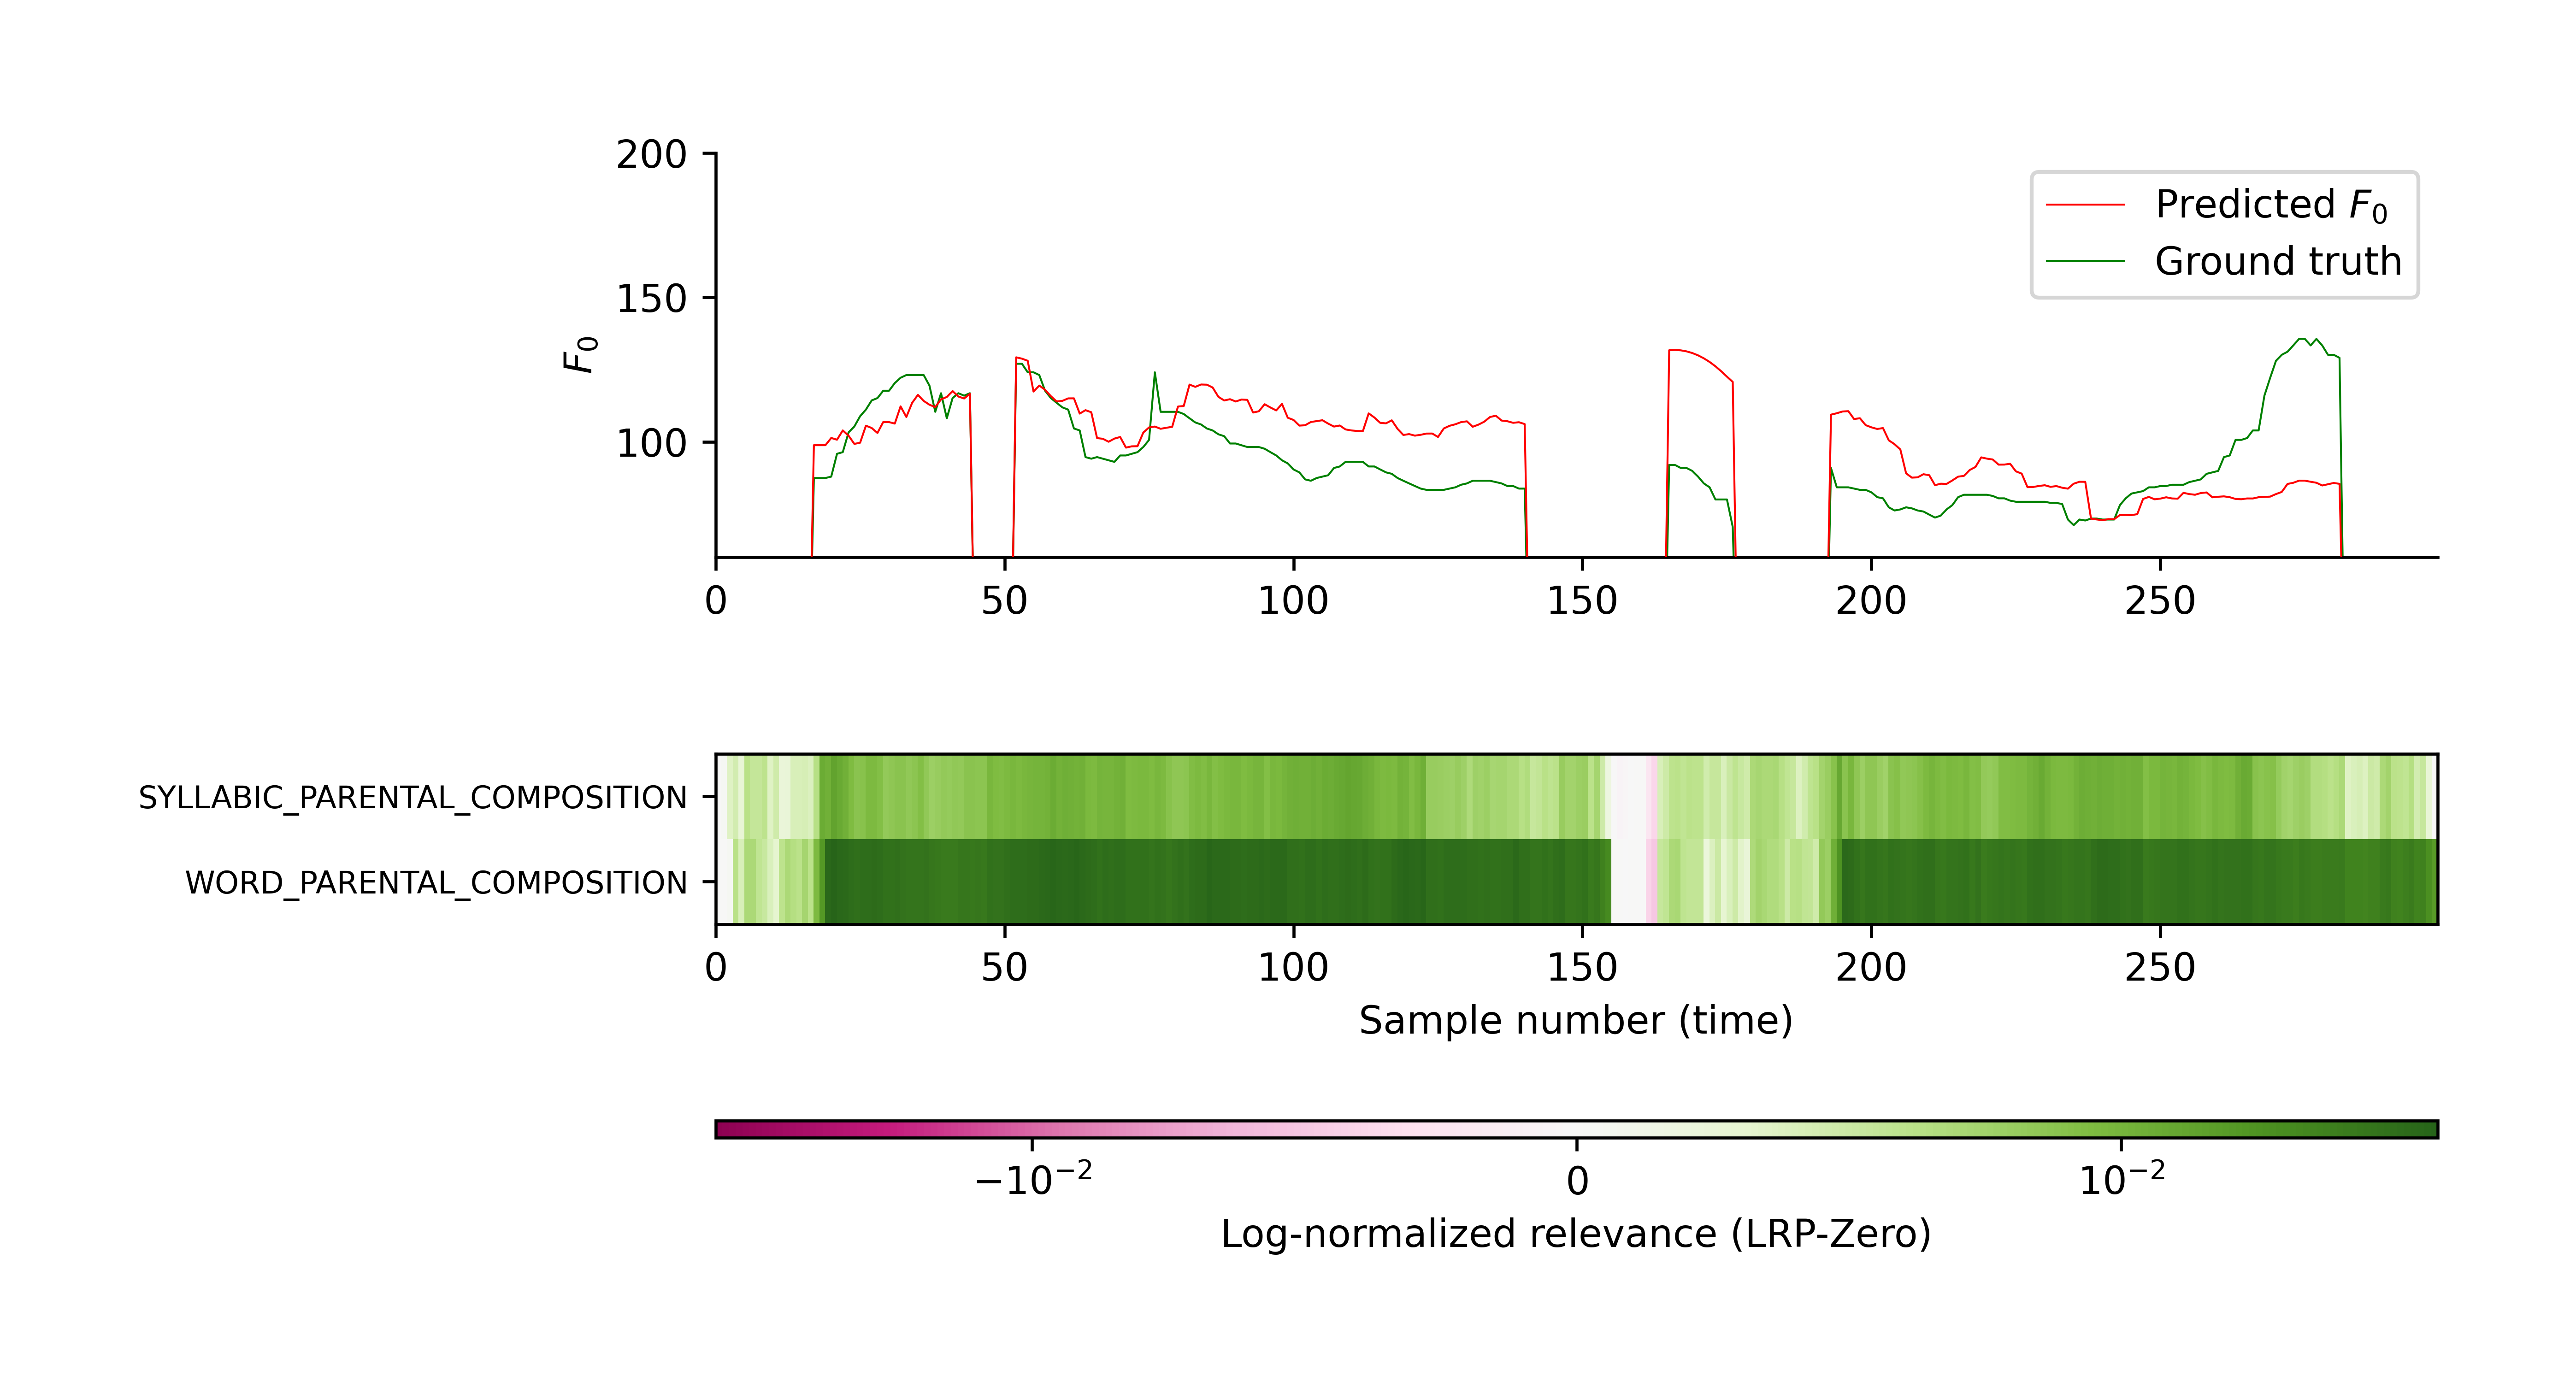 200
150
100
F₀
Predicted F₀
Ground truth
0 50 100 150 200 250
SYLLABIC_PARENTAL_COMPOSITION
WORD_PARENTAL_COMPOSITION
0 50 100 150 200 250
Sample number (time)
−10⁻² 0 10⁻²
Log-normalized relevance (LRP-Zero)